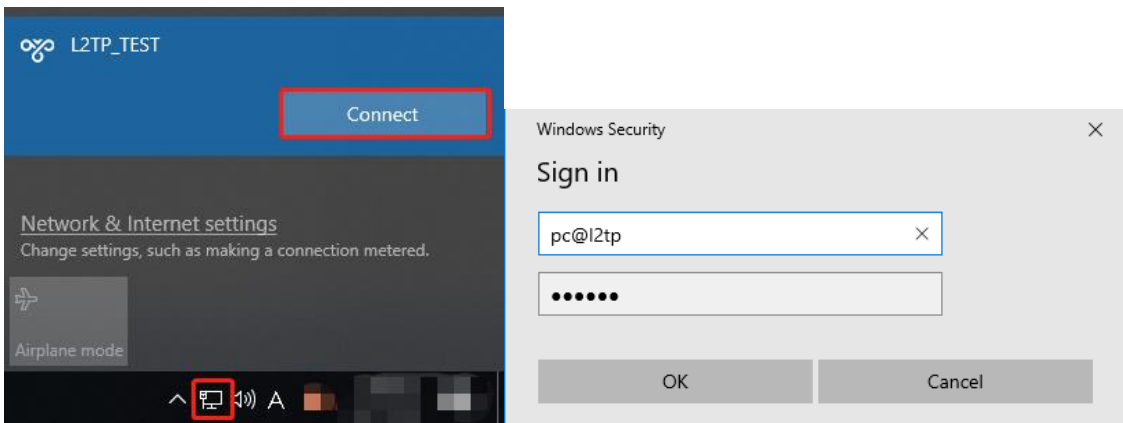 L2TP_TEST
Connect
Network & Internet settings
Change settings, such as making a connection metered.
Airplane mode
A
Windows Security
Sign in
pc@l2tp
••••••
OK
Cancel